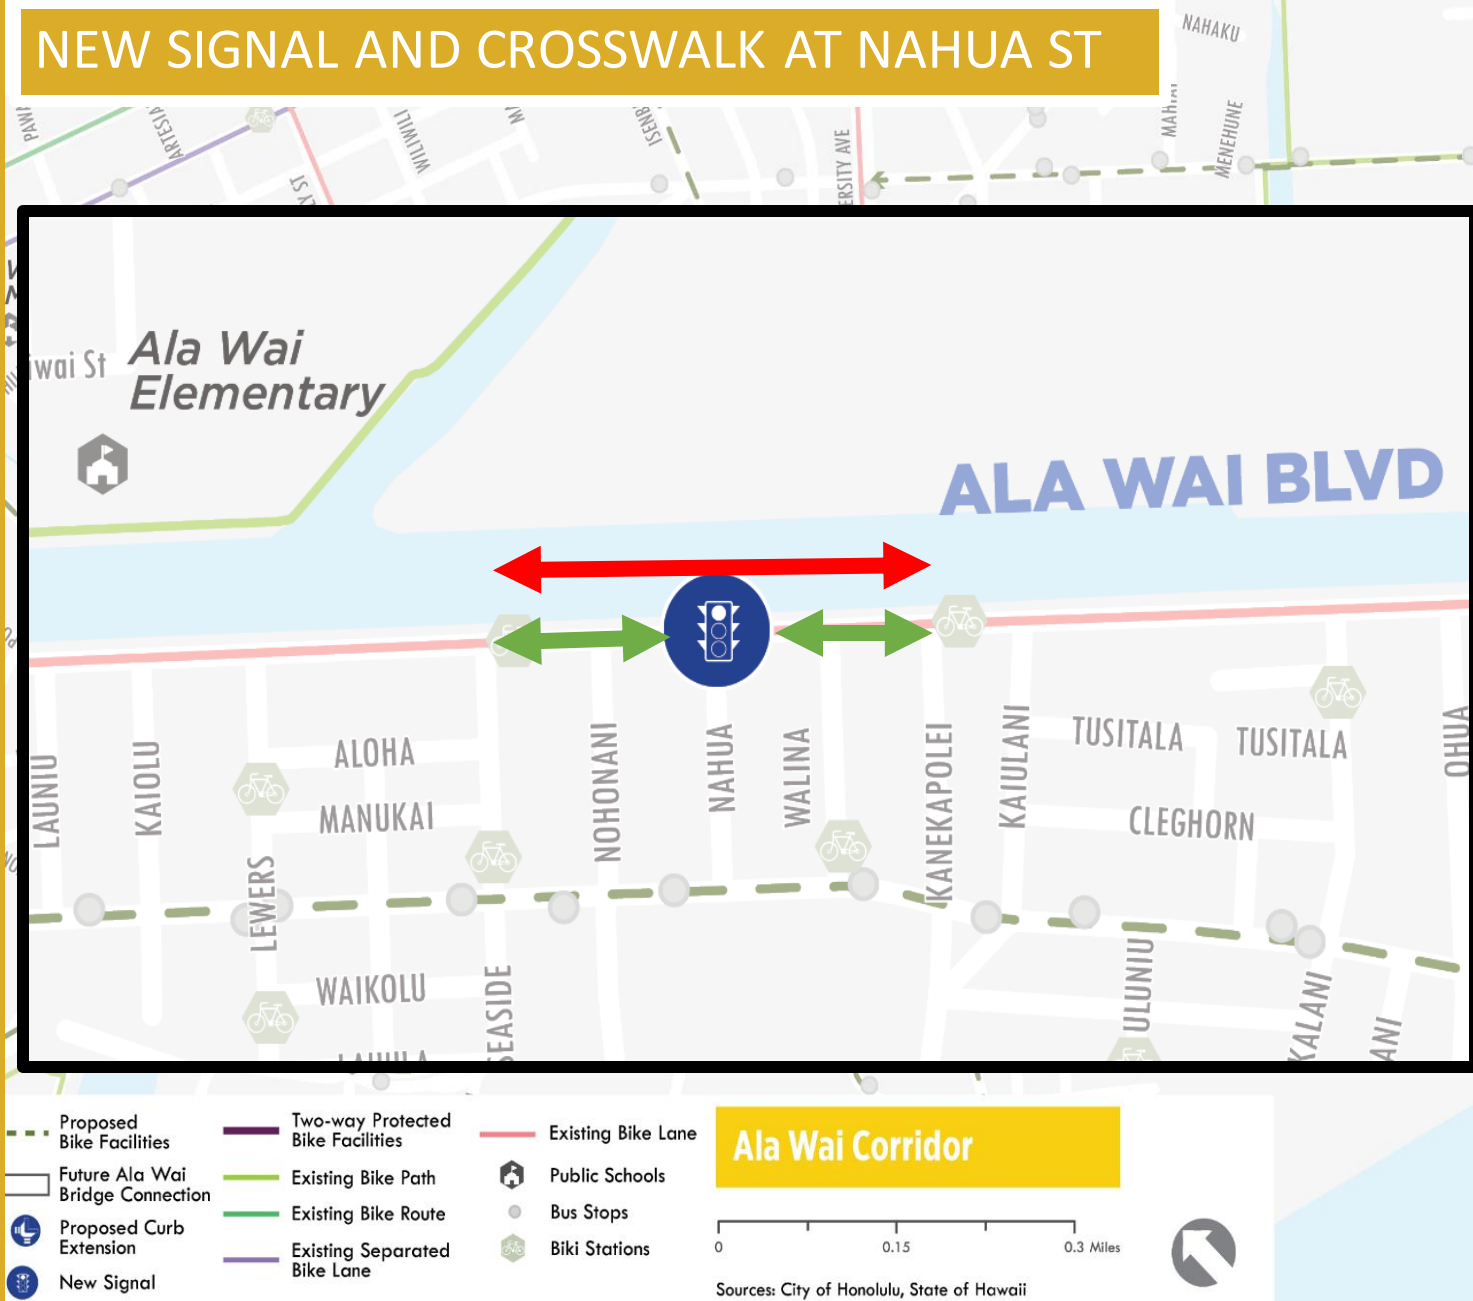 NEW SIGNAL AND CROSSWALK AT NAHUA ST
NAHAKU
WILIWILI
MENEHUNE
ERSITY AVE
LY ST
iwai St
Ala Wai
Elementary
ALA WAI BLVD
LAUNIU
KAIOLU
LEWERS
ALOHA
MANUKAI
WAIKOLU
SEASIDE
NOHONANI
NAHUA
WALINA
KANEKAPOLEI
KAIULANI
TUSITALA
TUSITALA
CLEGHORN
ULUNIU
KALANI
ANI
OHUA
Proposed
Bike Facilities
Future Ala Wai
Bridge Connection
Proposed Curb
Extension
New Signal
Two-way Protected
Bike Facilities
Existing Bike Path
Existing Bike Route
Existing Separated
Bike Lane
Existing Bike Lane
Public Schools
Bus Stops
Biki Stations
Ala Wai Corridor
0 0.15 0.3 Miles
Sources: City of Honolulu, State of Hawaii